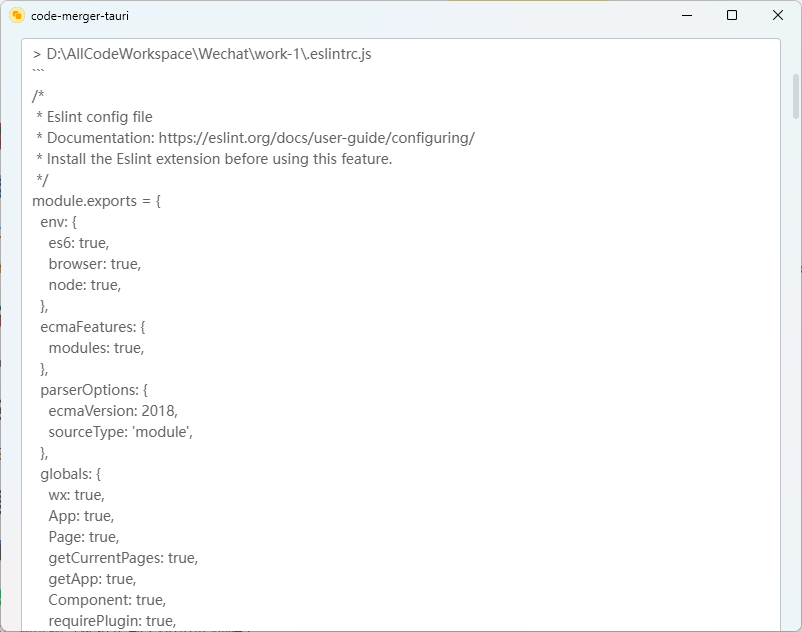 code-merger-tauri
> D:\AllCodeWorkspace\Wechat\work-1\.eslintrc.js
```
/*
 * Eslint config file
 * Documentation: https://eslint.org/docs/user-guide/configuring/
 * Install the Eslint extension before using this feature.
 */
module.exports = {
  env: {
    es6: true,
    browser: true,
    node: true,
  },
  ecmaFeatures: {
    modules: true,
  },
  parserOptions: {
    ecmaVersion: 2018,
    sourceType: 'module',
  },
  globals: {
    wx: true,
    App: true,
    Page: true,
    getCurrentPages: true,
    getApp: true,
    Component: true,
    requirePlugin: true,